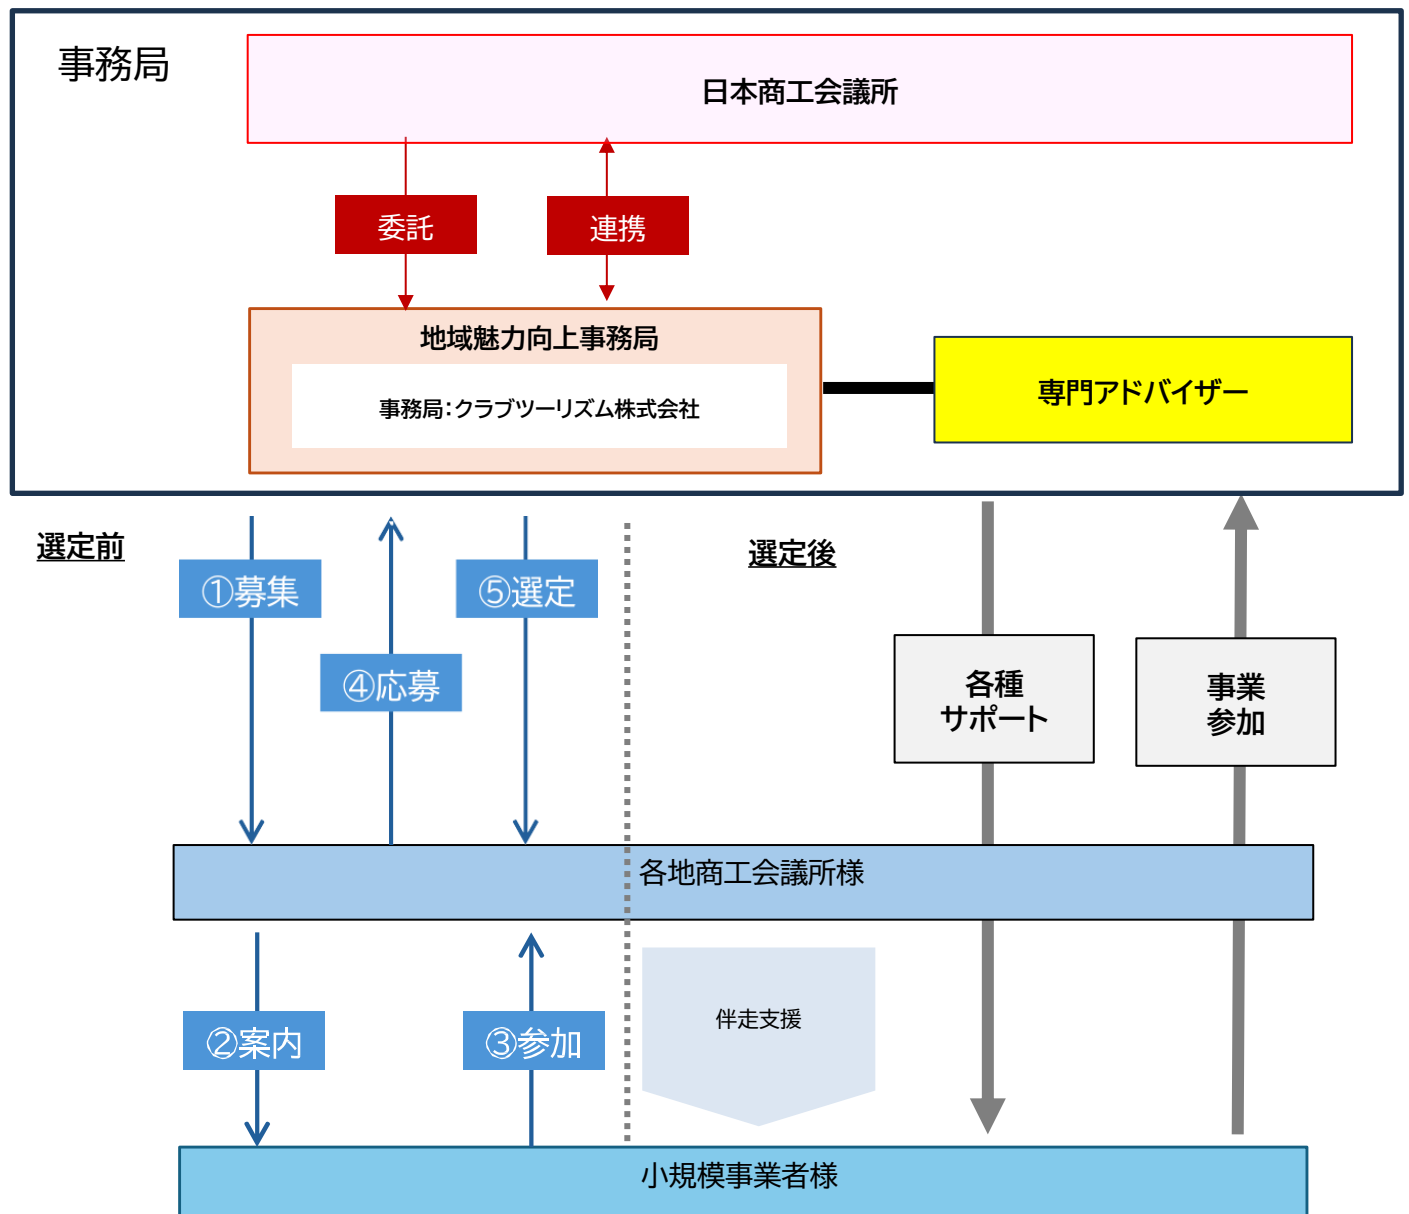 事務局
日本商工会議所
委託
連携
地域魅力向上事務局
事務局：クラブツーリズム株式会社
専門アドバイザー
選定前
選定後
①募集
⑤選定
④応募
各種
サポート
事業
参加
各地商工会議所様
伴走支援
②案内
③参加
小規模事業者様